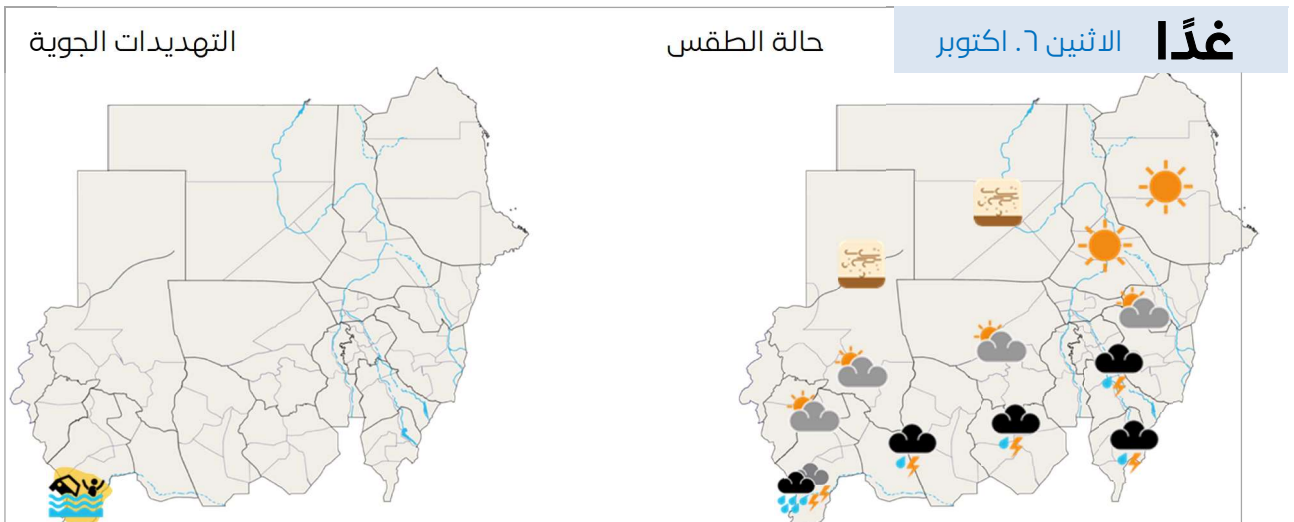 غدًا
الاثنين ٦. اكتوبر
حالة الطقس
التهديدات الجوية